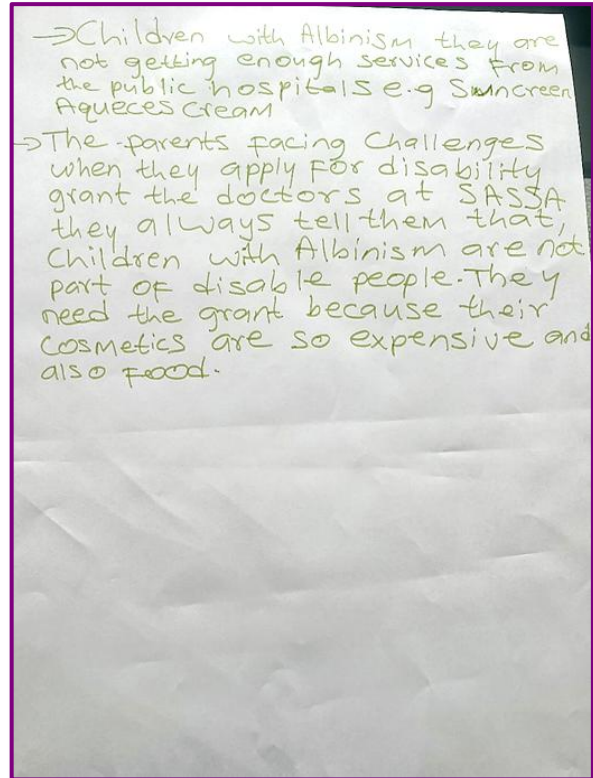 →Children with Albinism they are
not getting enough services from
the public hospitals e.g Suncreen
Aqueces Cream
→The parents facing Challenges
when they apply for disability
grant the doctors at SASSA
they always tell them that,
Children with Albinism are not
part of disable people. They
need the grant because their
Cosmetics are so expensive and
also food.